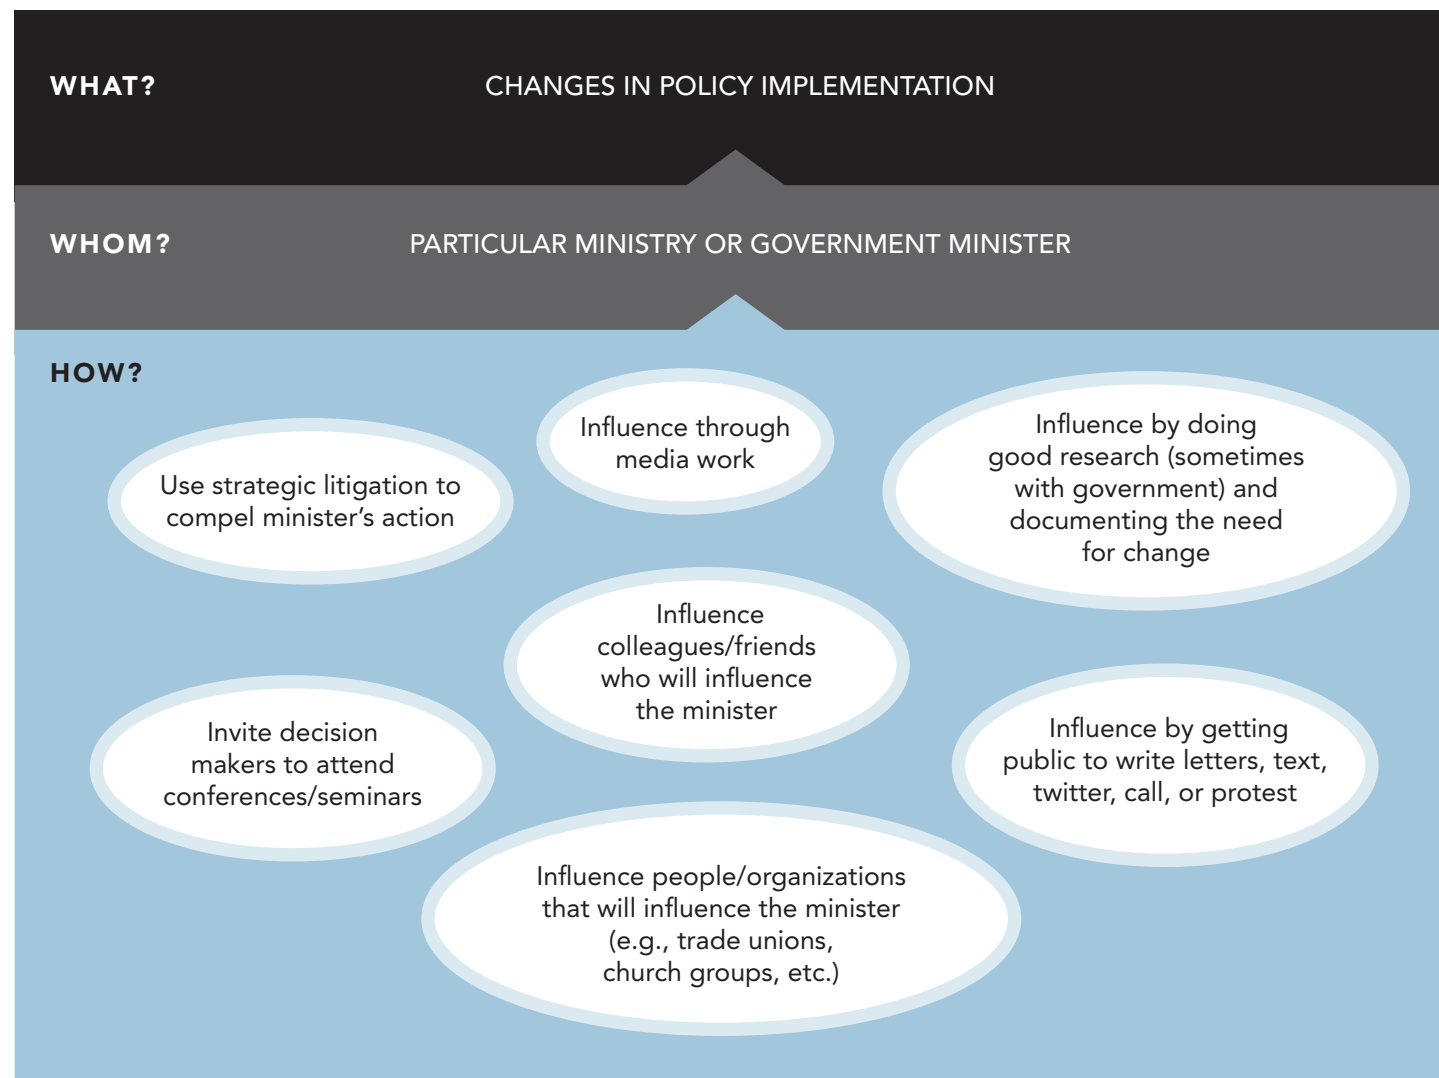 WHAT?
CHANGES IN POLICY IMPLEMENTATION
WHOM?
PARTICULAR MINISTRY OR GOVERNMENT MINISTER
HOW?
Use strategic litigation to
compel minister’s action
Influence through
media work
Influence by doing
good research (sometimes
with government) and
documenting the need
for change
Influence
colleagues/friends
who will influence
the minister
Invite decision
makers to attend
conferences/seminars
Influence by getting
public to write letters, text,
twitter, call, or protest
Influence people/organizations
that will influence the minister
(e.g., trade unions,
church groups, etc.)